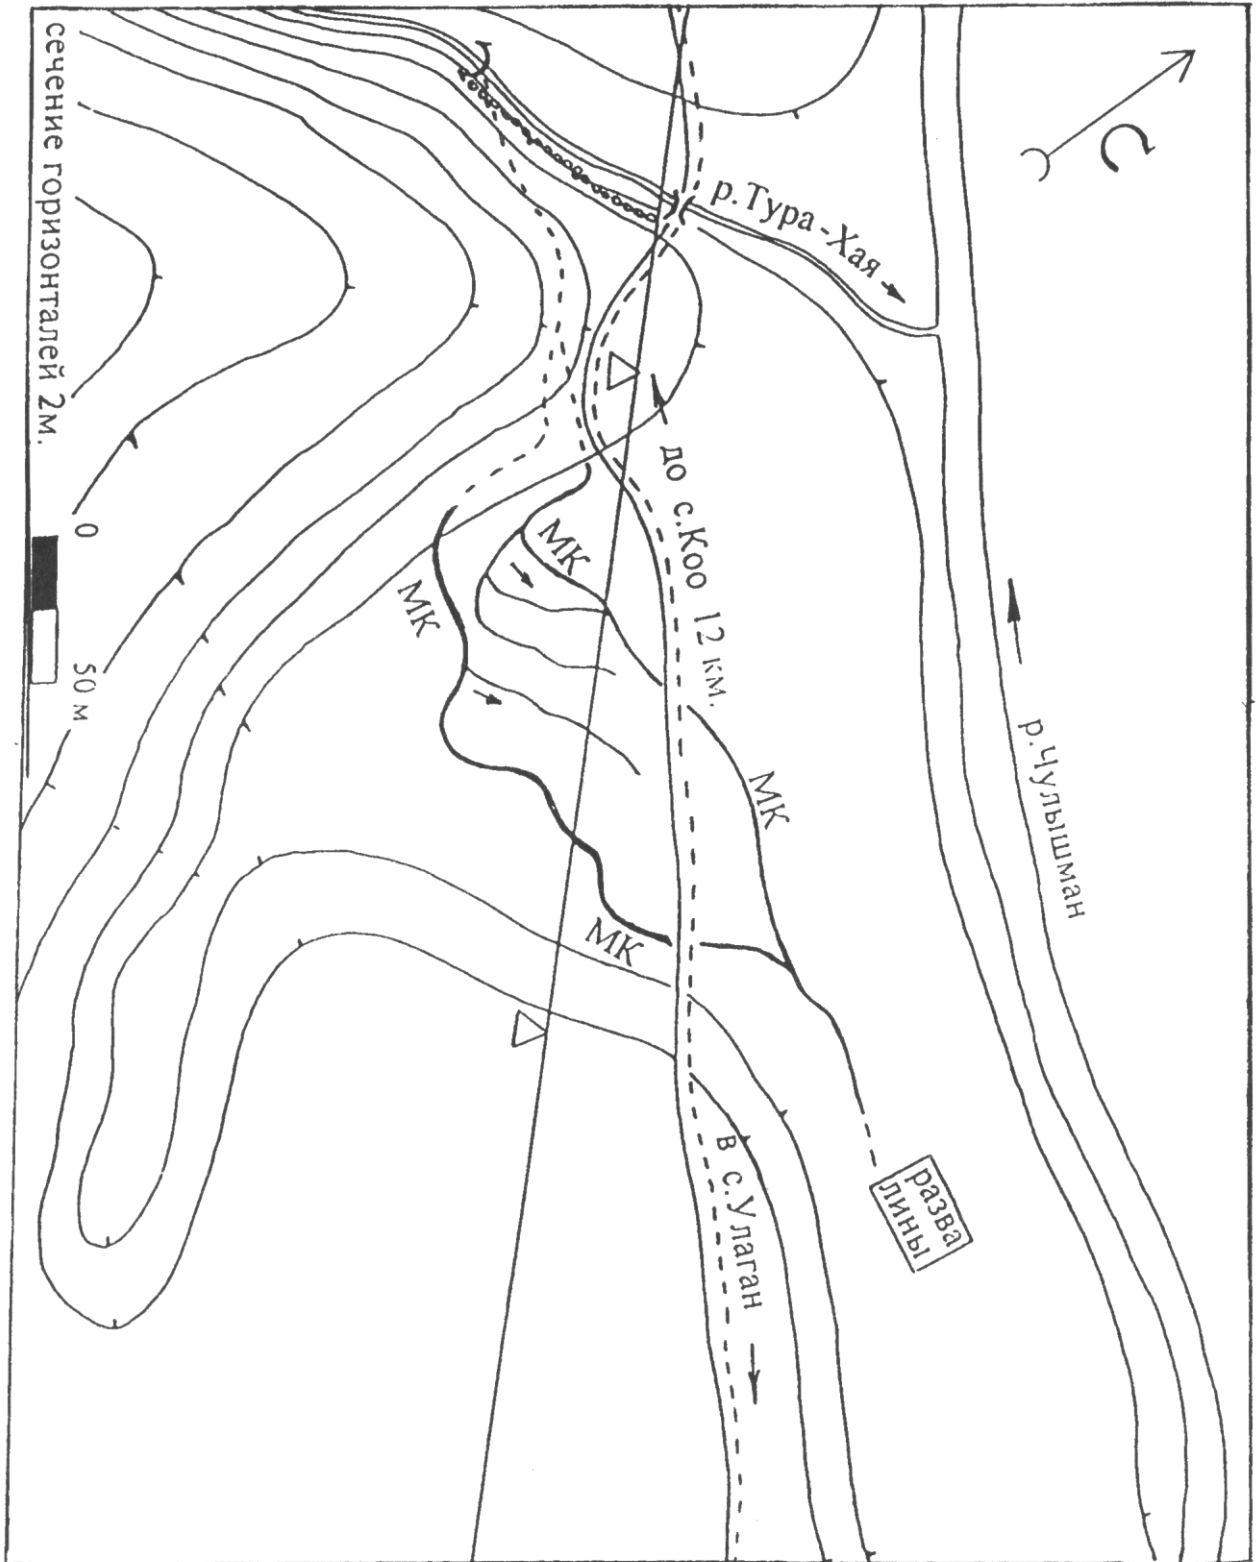 С
р.Тура-Хая
до с.Коо 12 км.
р.Чулышман
МК
МК
МК
МК
в с.Улаган
разва
лины
сечение горизонталей 2м.
0
50 м